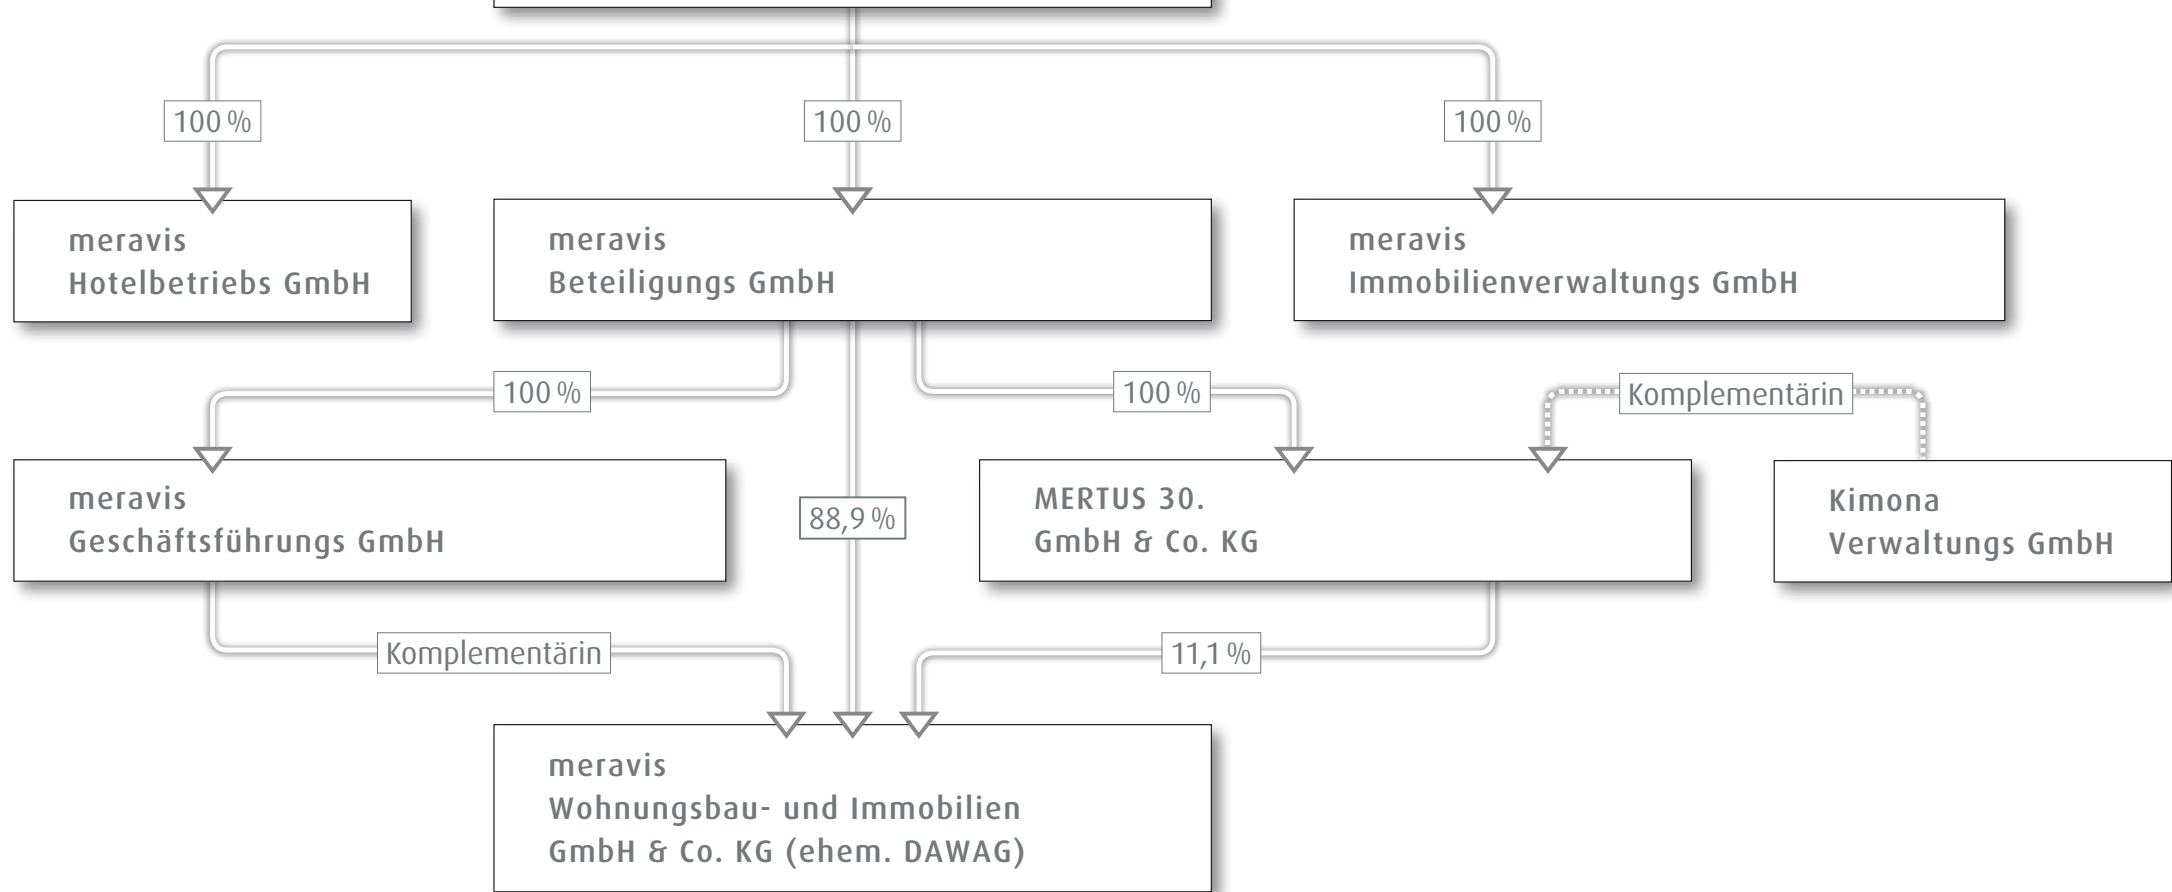 100 %
100 %
100 %
meravis
Hotelbetriebs GmbH
meravis
Beteiligungs GmbH
meravis
Immobilienverwaltungs GmbH
100 %
100 %
Komplementärin
meravis
Geschäftsführungs GmbH
88,9 %
MERTUS 30.
GmbH & Co. KG
Kimona
Verwaltungs GmbH
Komplementärin
11,1 %
meravis
Wohnungsbau- und Immobilien
GmbH & Co. KG (ehem. DAWAG)